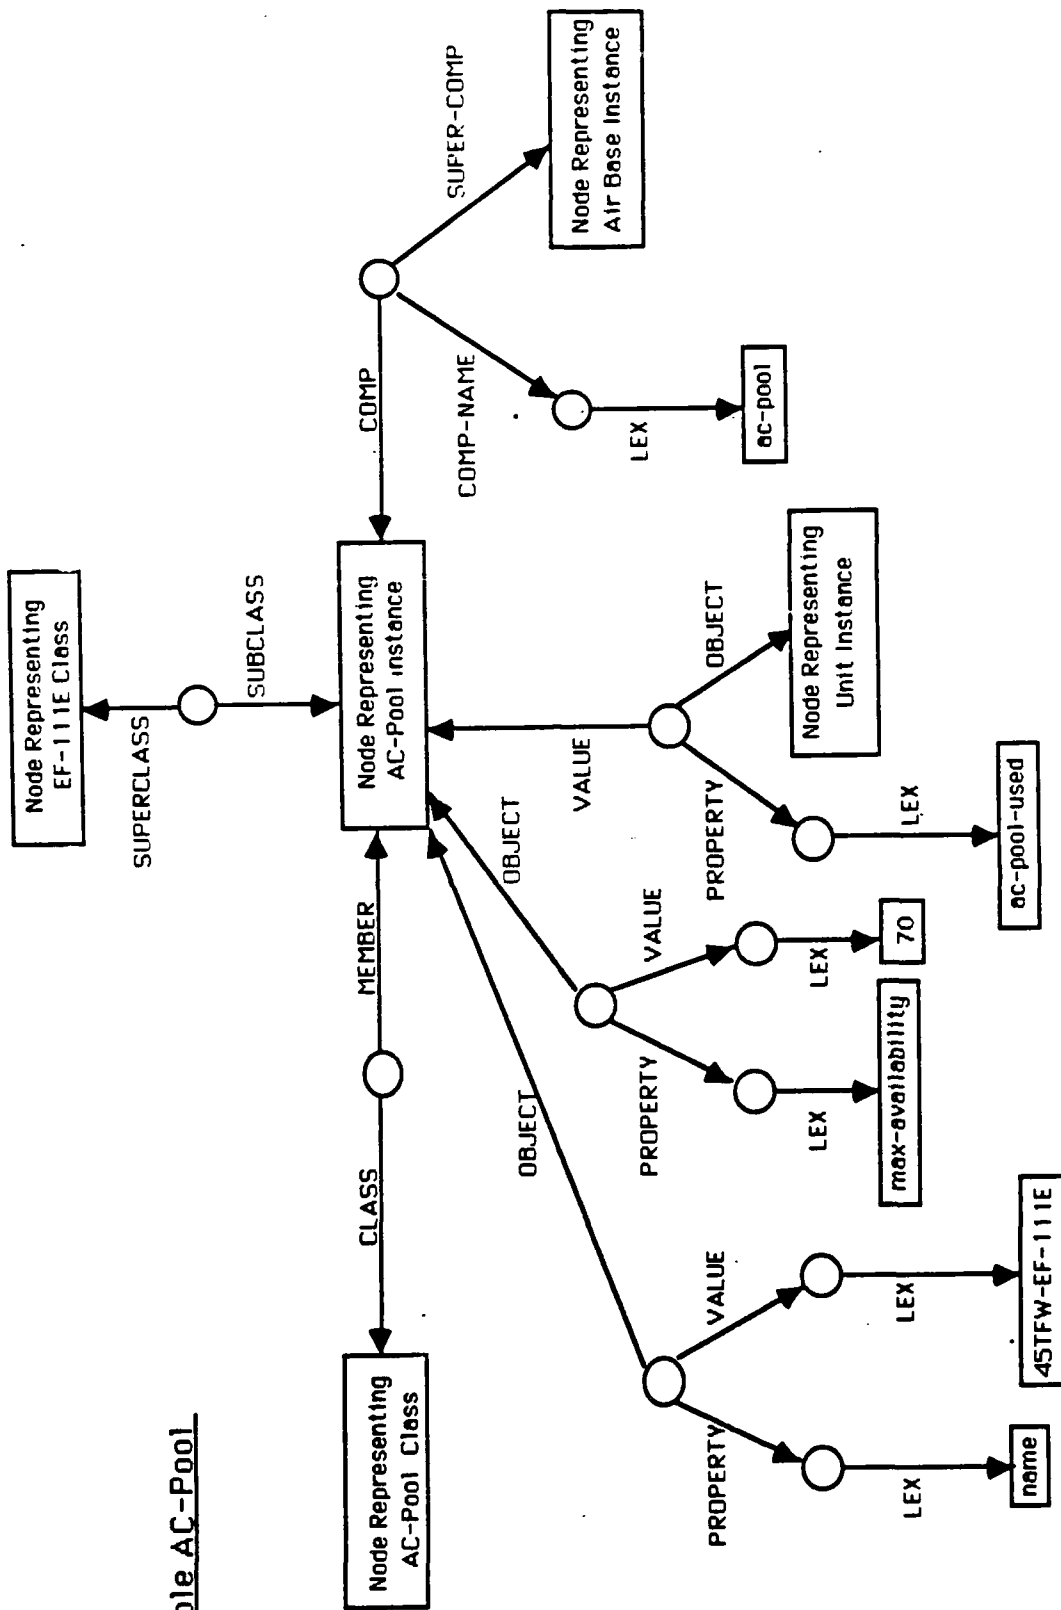 ple AC-Pool
Node Representing
EF-111E Class
SUPERCLASS
SUBCLASS
Node Representing
AC-Pool Class
CLASS
MEMBER
Node Representing
AC-Pool instance
COMP
SUPER-COMP
COMP-NAME
Node Representing
Air Base Instance
LEX
ac-pool
OBJECT
OBJECT
VALUE
PROPERTY
VALUE
LEX
LEX
name
45TFW-EF-111E
PROPERTY
VALUE
LEX
LEX
max-availability
70
PROPERTY
OBJECT
LEX
ac-pool-used
Node Representing
Unit Instance